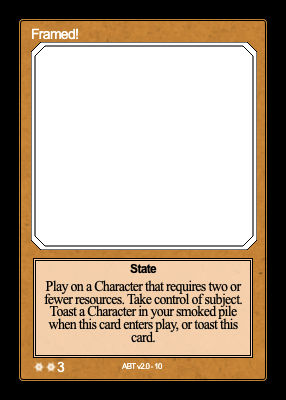 Framed!
State
Play on a Character that requires two or
fewer resources. Take control of subject.
Toast a Character in your smoked pile
when this card enters play, or toast this
card.
3
ABT v2.0 - 10